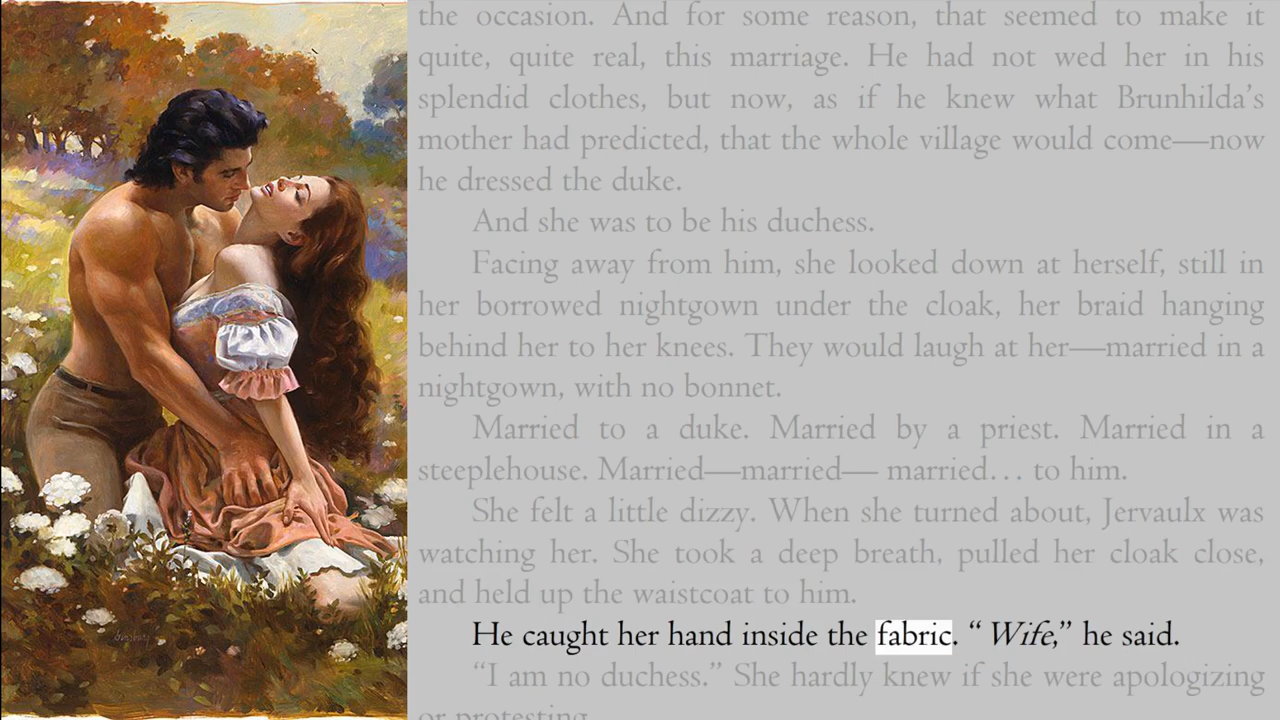 the occasion. And for some reason, that seemed to make it
quite, quite real, this marriage. He had not wed her in his
splendid clothes, but now, as if he knew what Brunhilda’s
mother had predicted, that the whole village would come—now
he dressed the duke.
And she was to be his duchess.
Facing away from him, she looked down at herself, still in
her borrowed nightgown under the cloak, her braid hanging
behind her to her knees. They would laugh at her—married in a
nightgown, with no bonnet.
Married to a duke. Married by a priest. Married in a
steeplehouse. Married—married— married… to him.
She felt a little dizzy. When she turned about, Jervaulx was
watching her. She took a deep breath, pulled her cloak close,
and held up the waistcoat to him.
He caught her hand inside the fabric. “ Wife,” he said.
“I am no duchess.” She hardly knew if she were apologizing
or protesting.